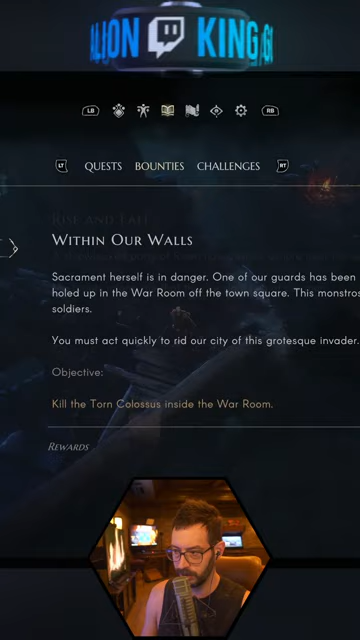 ALION KING/G
LB
RB
LT
QUESTS
BOUNTIES
CHALLENGES
RT
RISE AND FALL
WITHIN OUR WALLS
Sacrament herself is in danger. One of our guards has been
holed up in the War Room off the town square. This monstros
soldiers.
You must act quickly to rid our city of this grotesque invader.
Objective:
Kill the Torn Colossus inside the War Room.
REWARDS